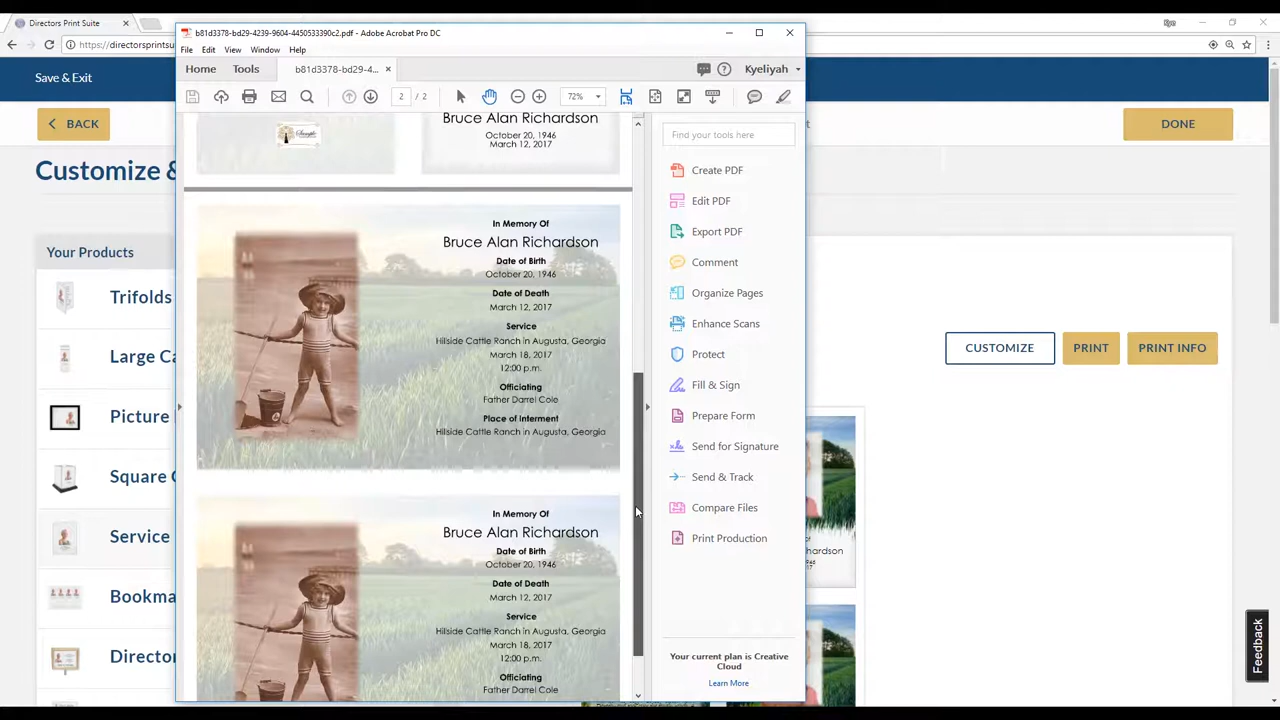 Directors Print Suite
Kye
https://directorsprintsu
b81d3378-bd29-4239-9604-4450533390c2.pdf - Adobe Acrobat Pro DC
File Edit View Window Help
Home Tools b81d3378-bd29-4... Kyeliyah
2 / 2 72%
Save & Exit
BACK
DONE
Customize &
Your Products
Trifolds
Large Ca
Picture
Square C
Service
Bookma
Director
CUSTOMIZE PRINT PRINT INFO
Sample
Bruce Alan Richardson
October 20, 1946
March 12, 2017
In Memory Of
Bruce Alan Richardson
Date of Birth
October 20, 1946
Date of Death
March 12, 2017
Service
Hillside Cattle Ranch in Augusta, Georgia
March 18, 2017
12:00 p.m.
Officiating
Father Darrel Cole
Place of Interment
Hillside Cattle Ranch in Augusta, Georgia
In Memory Of
Bruce Alan Richardson
Date of Birth
October 20, 1946
Date of Death
March 12, 2017
Service
Hillside Cattle Ranch in Augusta, Georgia
March 18, 2017
12:00 p.m.
Officiating
Father Darrel Cole
Find your tools here
Create PDF
Edit PDF
Export PDF
Comment
Organize Pages
Enhance Scans
Protect
Fill & Sign
Prepare Form
Send for Signature
Send & Track
Compare Files
Print Production
Your current plan is Creative
Cloud
Learn More
hardson
Feedback